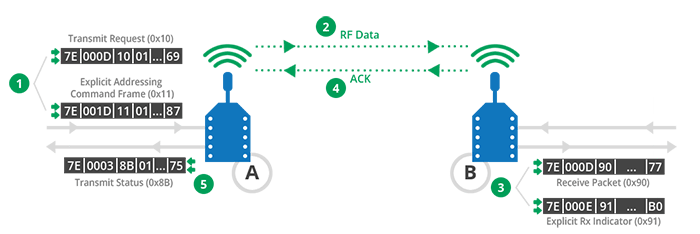 Transmit Request (0x10)
7E 000D 10 01 ... 69
1
Explicit Addressing
Command Frame (0x11)
7E 001D 11 01 ... 87
7E 0003 8B 01 ... 75
Transmit Status (0x8B)
5
A
2
RF Data
ACK
4
B
3
7E 000D 90 ... 77
Receive Packet (0x90)
7E 000E 91 ... B0
Explicit Rx Indicator (0x91)